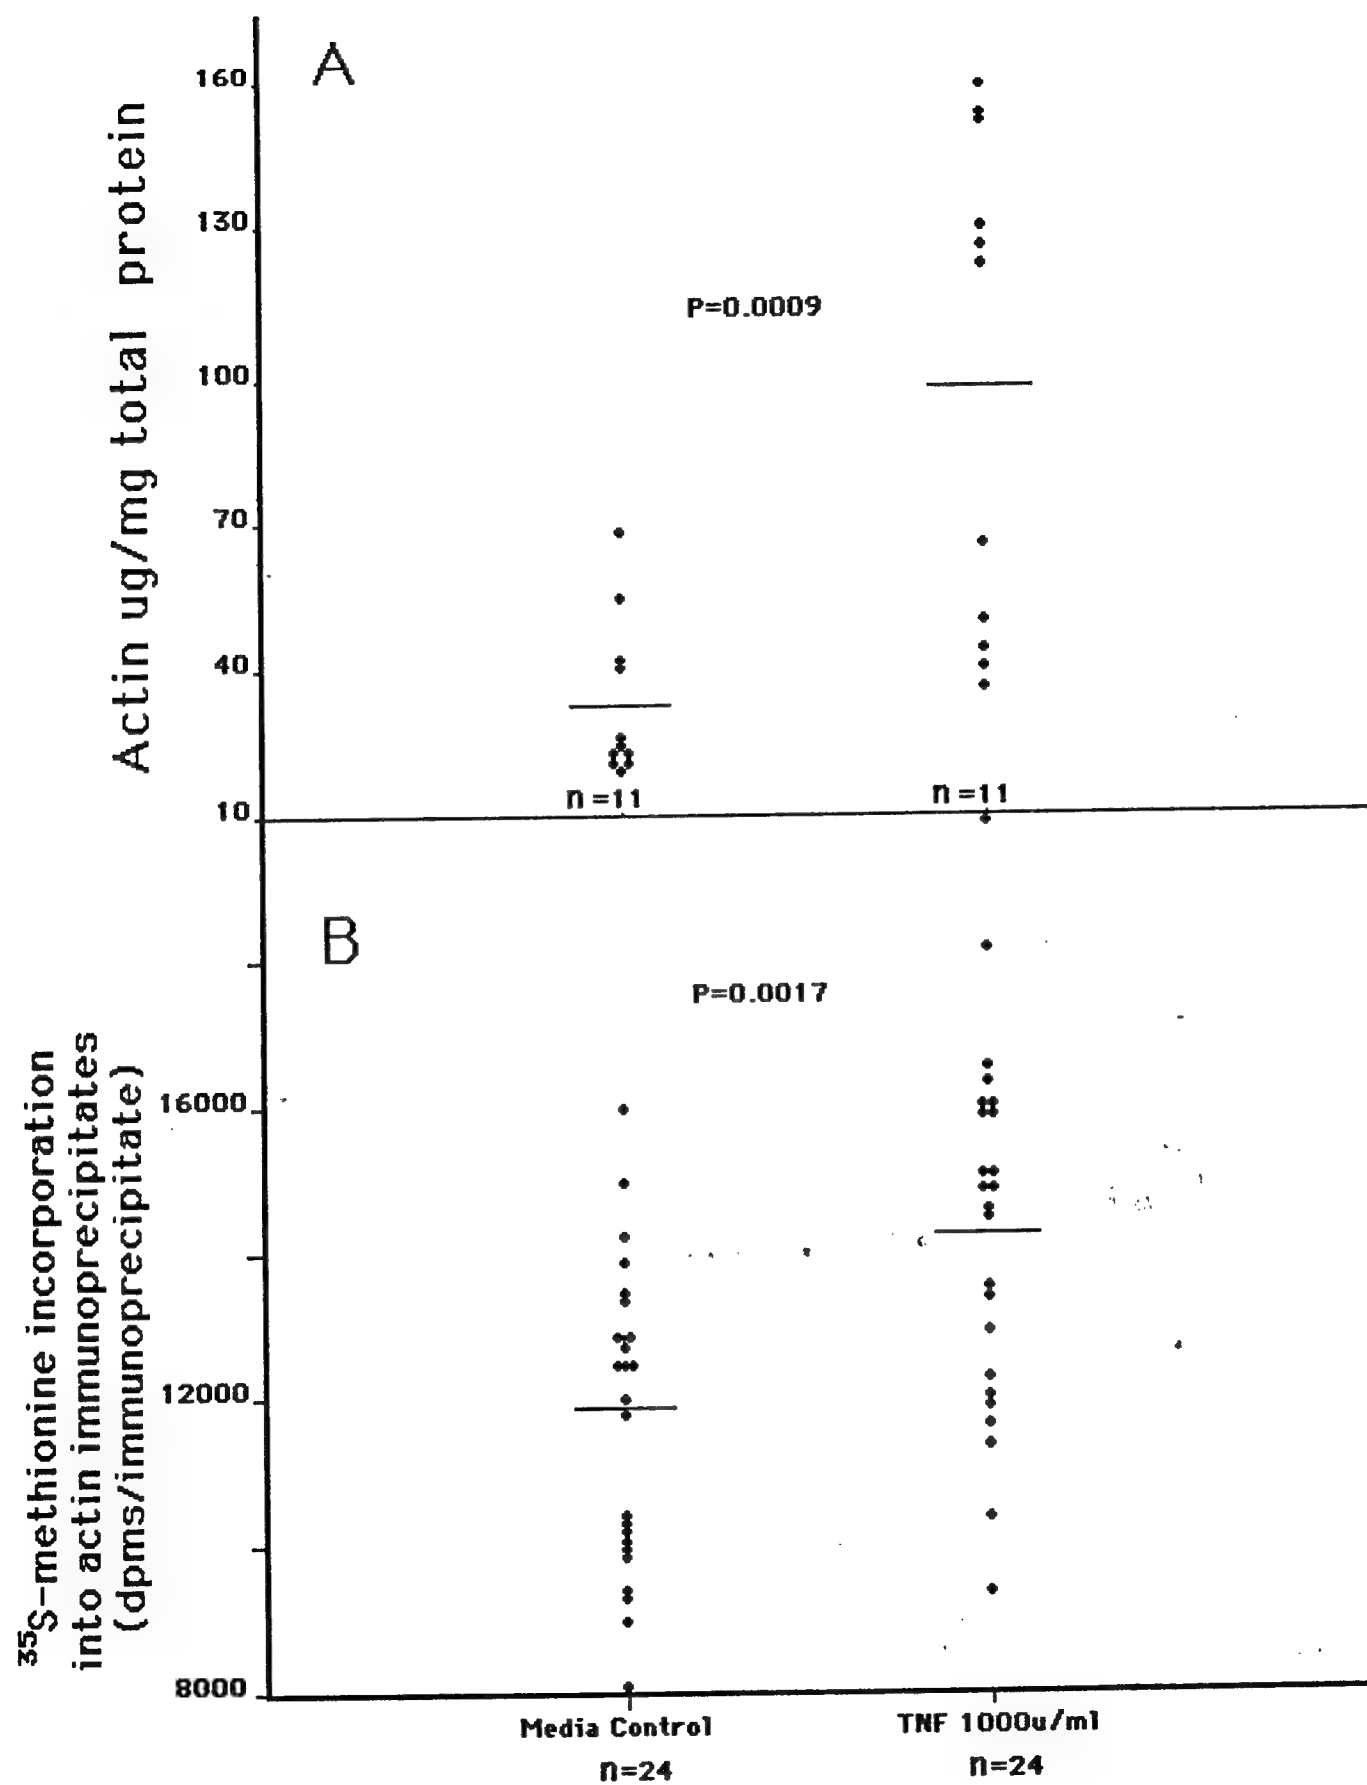 A
160
130
100
70
40
10
Actin ug/mg total protein
P=0.0009
n=11
n=11
B
P=0.0017
16000
12000
8000
35S-methionine incorporation
into actin immunoprecipitates
(dpms/immunoprecipitate)
Media Control
n=24
TNF 1000u/ml
n=24